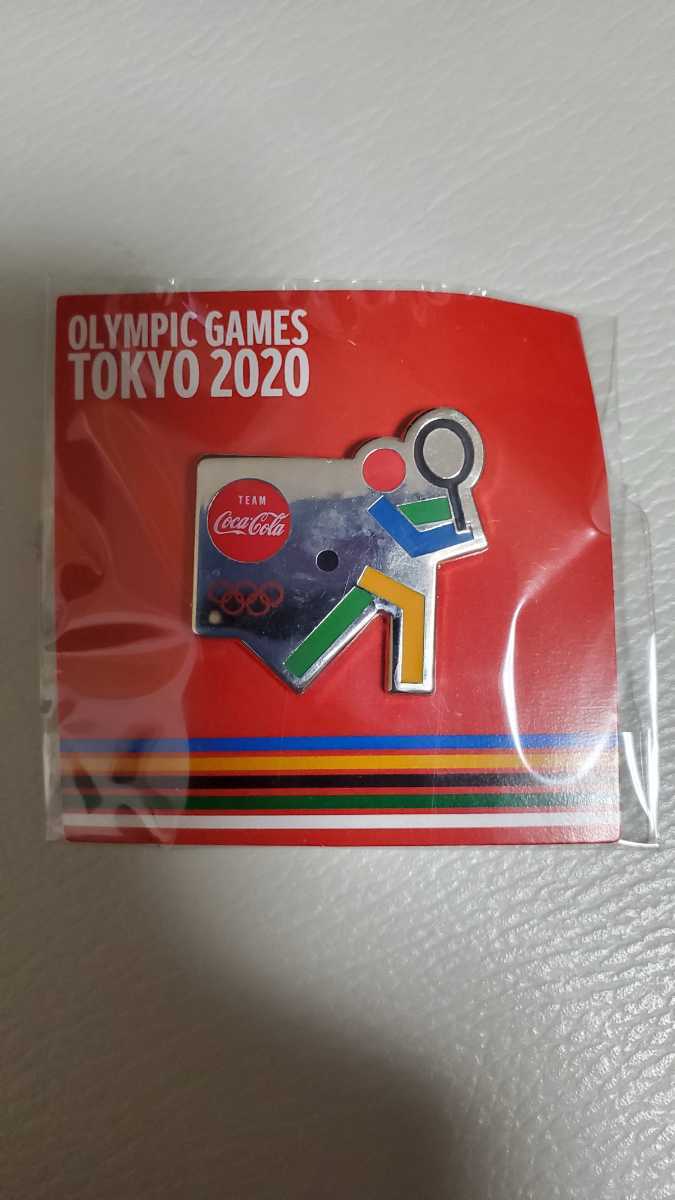 OLYMPIC GAMES
TOKYO 2020
TEAM
Coca-Cola